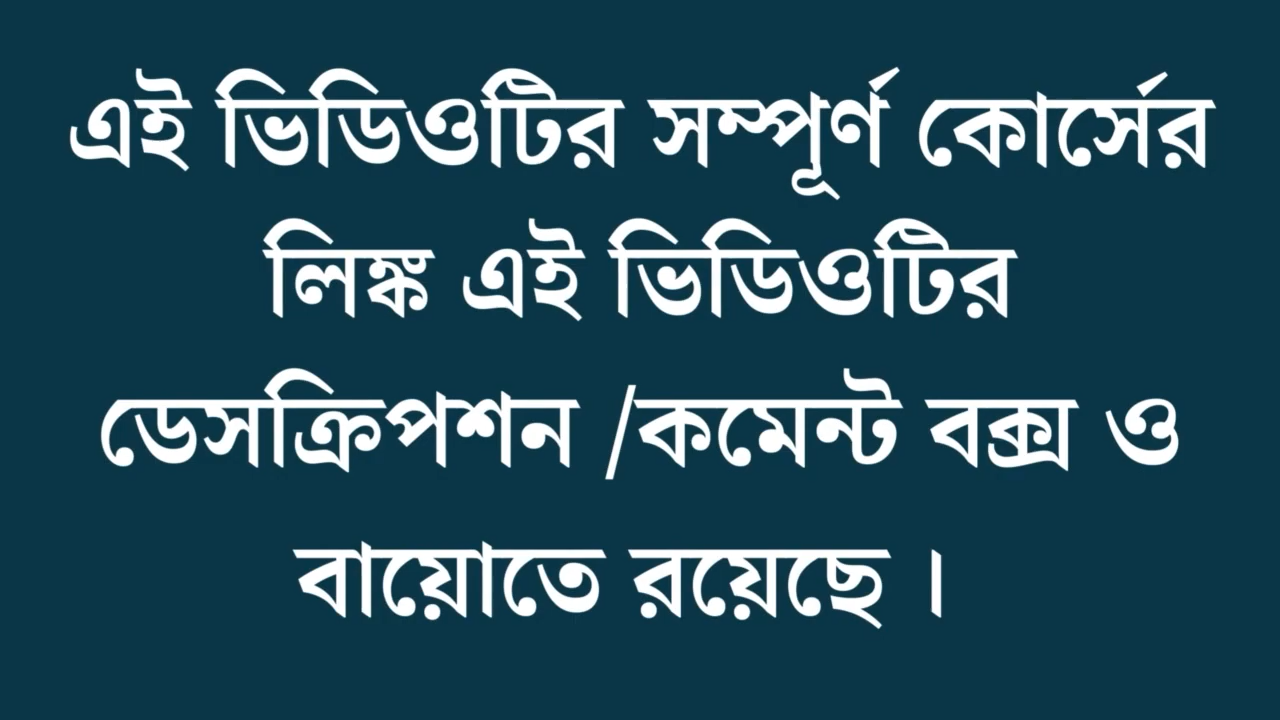 এই ভিডিওটির সম্পূর্ণ কোর্সের
লিঙ্ক এই ভিডিওটির
ডেসক্রিপশন /কমেন্ট বক্স ও
বায়োতে রয়েছে ।